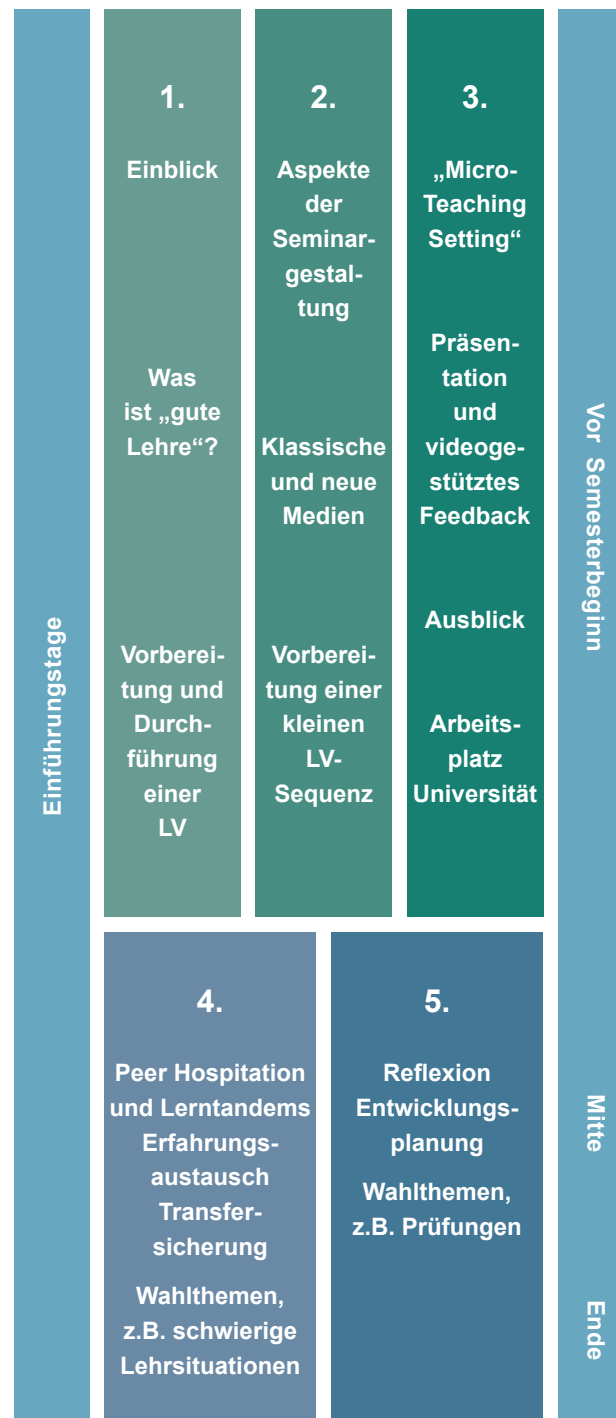 Einführungstage
1.
Einblick
Was
ist „gute
Lehre“?
Vorberei-
tung und
Durch-
führung
einer
LV
2.
Aspekte
der
Seminar-
gestal-
tung
Klassische
und neue
Medien
Vorberei-
tung einer
kleinen
LV-
Sequenz
3.
„Micro-
Teaching
Setting“
Präsen-
tation
und
videoge-
stütztes
Feedback
Ausblick
Arbeits-
platz
Universität
Vor Semesterbeginn
4.
Peer Hospitation
und Lerntandems
Erfahrungs-
austausch
Transfer-
sicherung
Wahlthemen,
z.B. schwierige
Lehrsituationen
5.
Reflexion
Entwicklungs-
planung
Wahlthemen,
z.B. Prüfungen
Mitte
Ende